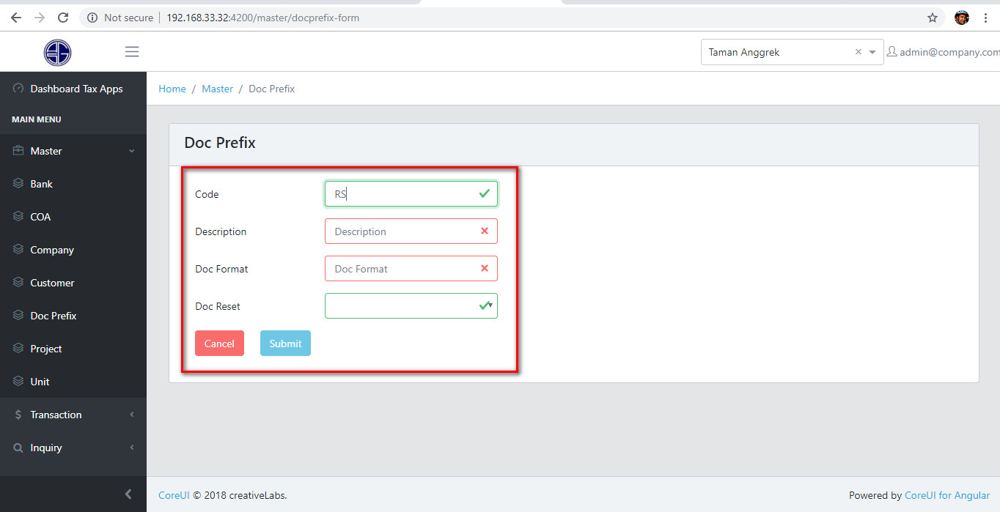 Not secure 192.168.33.32:4200/master/docprefix-form
Taman Anggrek
admin@company.com
Dashboard Tax Apps
Home / Master / Doc Prefix
MAIN MENU
Master
Bank
COA
Company
Customer
Doc Prefix
Project
Unit
Transaction
Inquiry
Doc Prefix
Code RS
Description Description
Doc Format Doc Format
Doc Reset
Cancel Submit
CoreUI © 2018 creativeLabs.
Powered by CoreUI for Angular